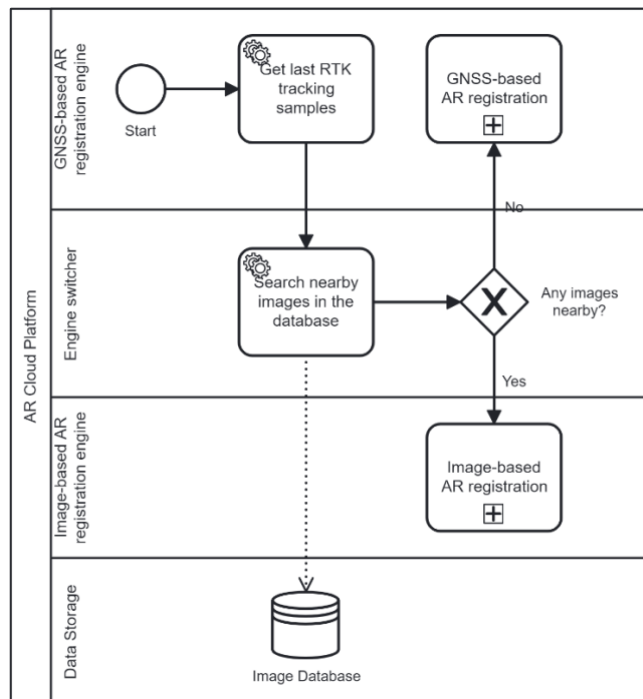 AR Cloud Platform
GNSS-based AR
registration engine
Start
Get last RTK
tracking
samples
GNSS-based
AR registration
No
Engine switcher
Search nearby
images in the
database
Any images
nearby?
Yes
Image-based AR
registration engine
Image-based
AR registration
Data Storage
Image Database